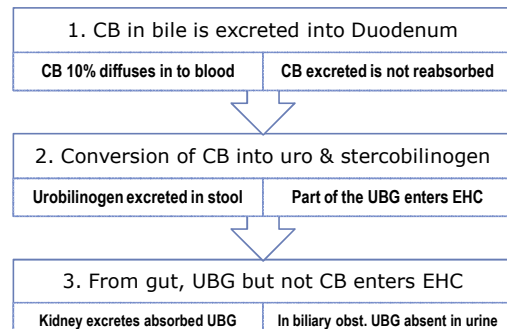 1. CB in bile is excreted into Duodenum
CB 10% diffuses in to blood
CB excreted is not reabsorbed
2. Conversion of CB into uro & stercobilinogen
Urobilinogen excreted in stool
Part of the UBG enters EHC
3. From gut, UBG but not CB enters EHC
Kidney excretes absorbed UBG
In biliary obst. UBG absent in urine